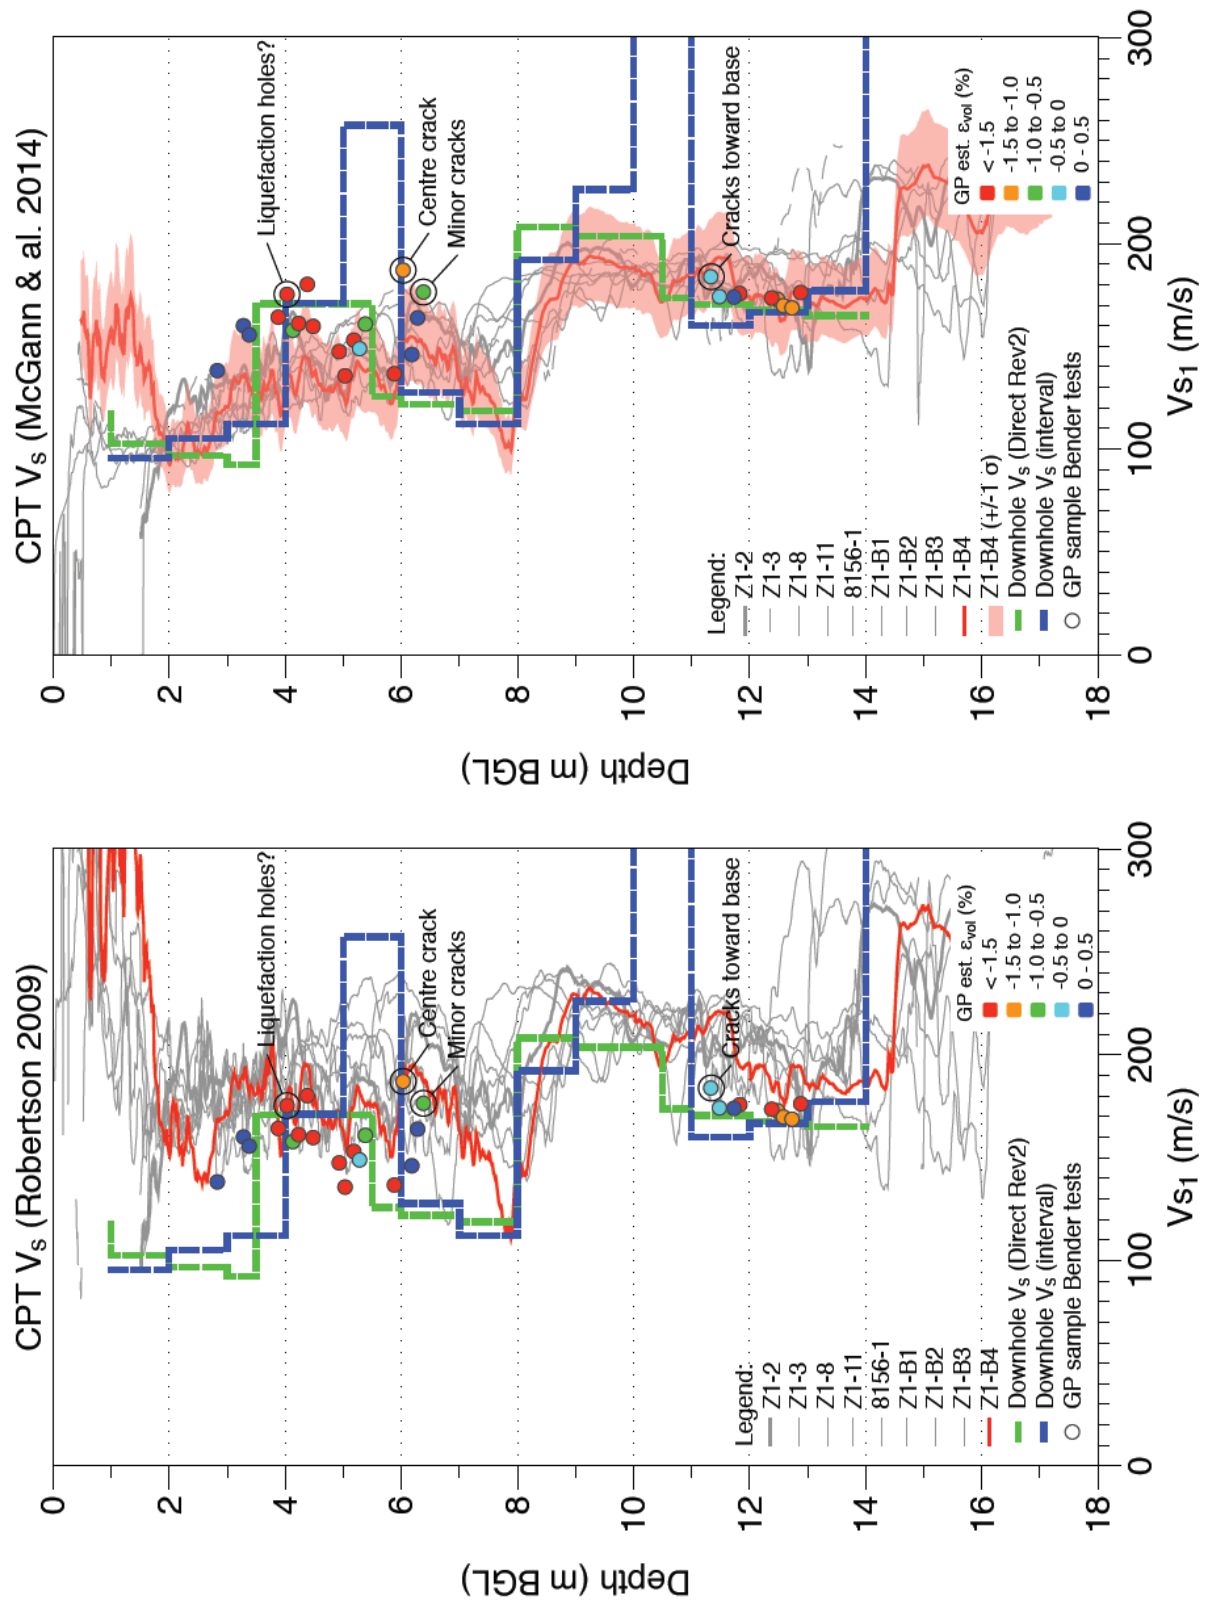 CPT Vs (Robertson 2009)
0
2
4
6
8
10
12
14
16
18
Depth (m BGL)
0
100
200
300
Vs1 (m/s)
Liquefaction holes?
Centre crack
Minor cracks
Cracks toward base
Legend:
Z1-2
Z1-3
Z1-8
Z1-11
8156-1
Z1-B1
Z1-B2
Z1-B3
Z1-B4
Downhole Vs (Direct Rev2)
Downhole Vs (interval)
GP sample Bender tests
GP est. εvol (%)
< -1.5
-1.5 to -1.0
-1.0 to -0.5
-0.5 to 0
0 - 0.5
CPT Vs (McGann & al. 2014)
0
2
4
6
8
10
12
14
16
18
Depth (m BGL)
0
100
200
300
Vs1 (m/s)
Liquefaction holes?
Centre crack
Minor cracks
Cracks toward base
Legend:
Z1-2
Z1-3
Z1-8
Z1-11
8156-1
Z1-B1
Z1-B2
Z1-B3
Z1-B4
Z1-B4 (+/-1 σ)
Downhole Vs (Direct Rev2)
Downhole Vs (interval)
GP sample Bender tests
GP est. εvol (%)
< -1.5
-1.5 to -1.0
-1.0 to -0.5
-0.5 to 0
0 - 0.5